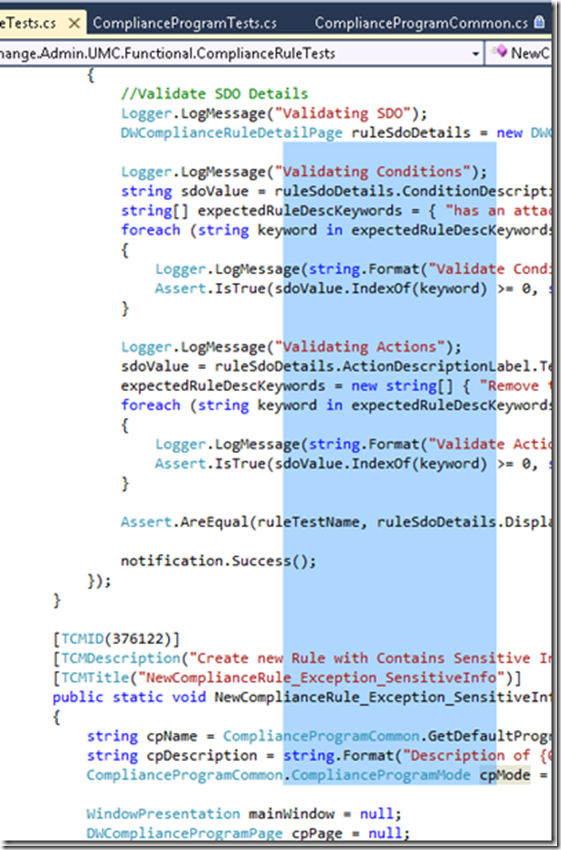 eTests.cs ComplianceProgramTests.cs ComplianceProgramCommon.cs
hange.Admin.UMC.Functional.ComplianceRuleTests NewC
{
//Validate SDO Details
Logger.LogMessage("Validating SDO");
DWComplianceRuleDetailPage ruleSdoDetails = new DWC
Logger.LogMessage("Validating Conditions");
string sdoValue = ruleSdoDetails.ConditionDescripti
string[] expectedRuleDescKeywords = { "has an attac
foreach (string keyword in expectedRuleDescKeywords
{
Logger.LogMessage(string.Format("Validate Condi
Assert.IsTrue(sdoValue.IndexOf(keyword) >= 0, s
}
Logger.LogMessage("Validating Actions");
sdoValue = ruleSdoDetails.ActionDescriptionLabel.Te
expectedRuleDescKeywords = new string[] { "Remove t
foreach (string keyword in expectedRuleDescKeywords
{
Logger.LogMessage(string.Format("Validate Actio
Assert.IsTrue(sdoValue.IndexOf(keyword) >= 0, s
}
Assert.AreEqual(ruleTestName, ruleSdoDetails.Displa
notification.Success();
});
}
[TCMID(376122)]
[TCMDescription("Create new Rule with Contains Sensitive In
[TCMTitle("NewComplianceRule_Exception_SensitiveInfo")]
public static void NewComplianceRule_Exception_SensitiveInf
{
string cpName = ComplianceProgramCommon.GetDefaultProg
string cpDescription = string.Format("Description of {0
ComplianceProgramCommon.ComplianceProgramMode cpMode =
WindowPresentation mainWindow = null;
DWComplianceProgramPage cpPage = null;